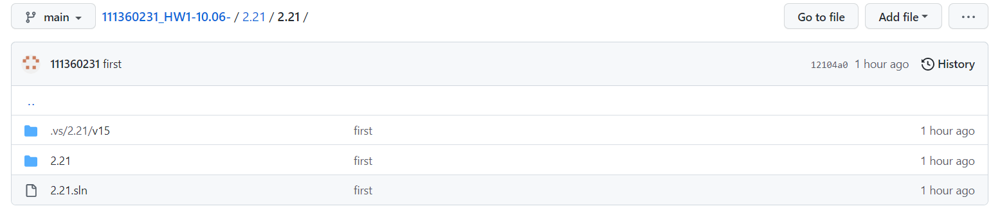 main 111360231_HW1-10.06- / 2.21 / 2.21 / Go to file Add file ...
111360231 first 12104a0 1 hour ago History
..
.vs/2.21/v15 first 1 hour ago
2.21 first 1 hour ago
2.21.sln first 1 hour ago